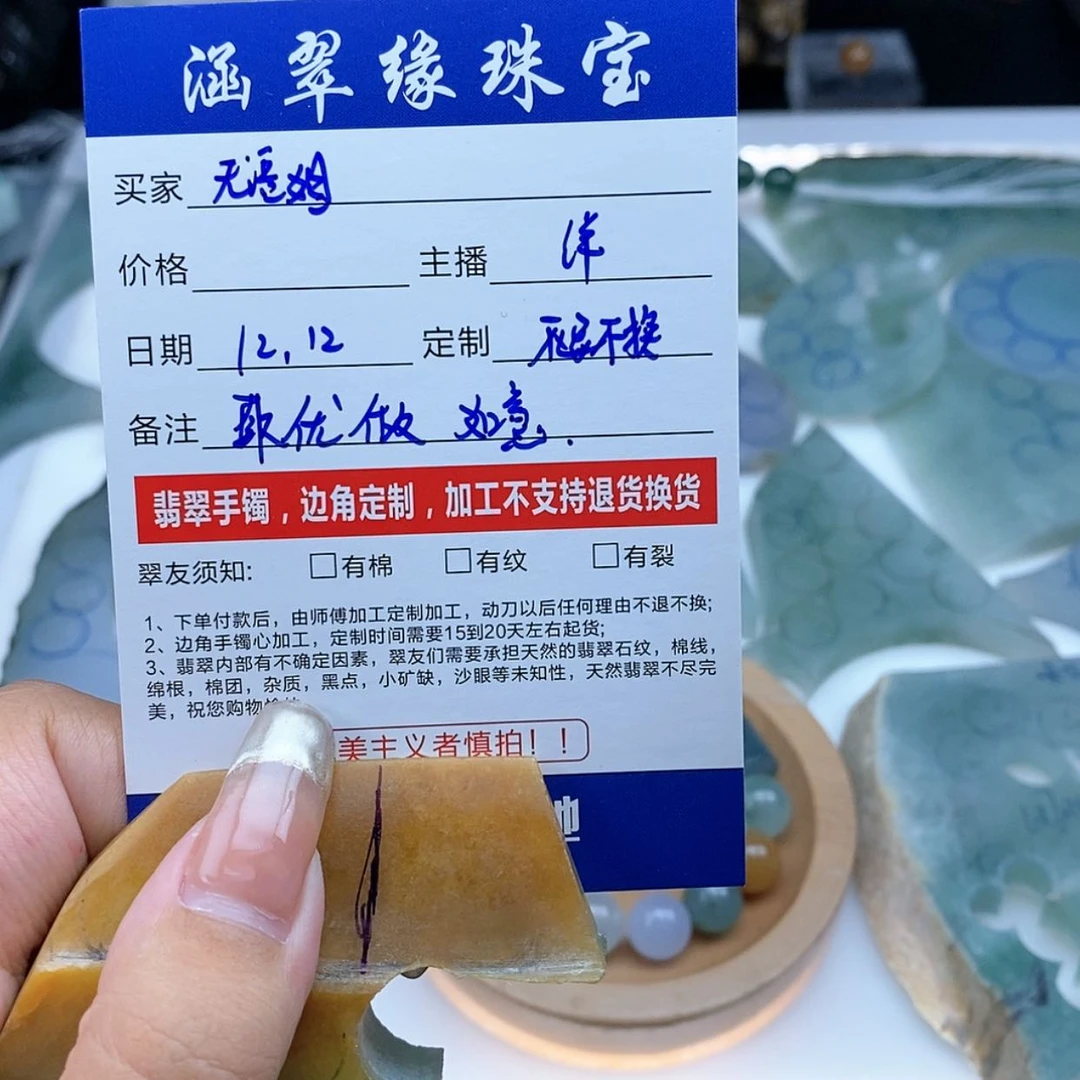 涵翠缘珠宝
买家 无
价格 主播 洋
日期 12.12 定制 不退不换
备注 取优做 如意.
翡翠手镯，边角定制，加工不支持退货换货
翠友须知: □有棉 □有纹 □有裂
1、下单付款后，由师傅加工定制加工，动刀以后任何理由不退不换;
2、边角手镯心加工，定制时间需要15到20天左右起货;
3、翡翠内部有不确定因素，翠友们需要承担天然的翡翠石纹，棉线，
绵根，棉团，杂质，黑点，小矿缺，沙眼等未知性，天然翡翠不尽完
美，祝您购物
美主义者慎拍！！